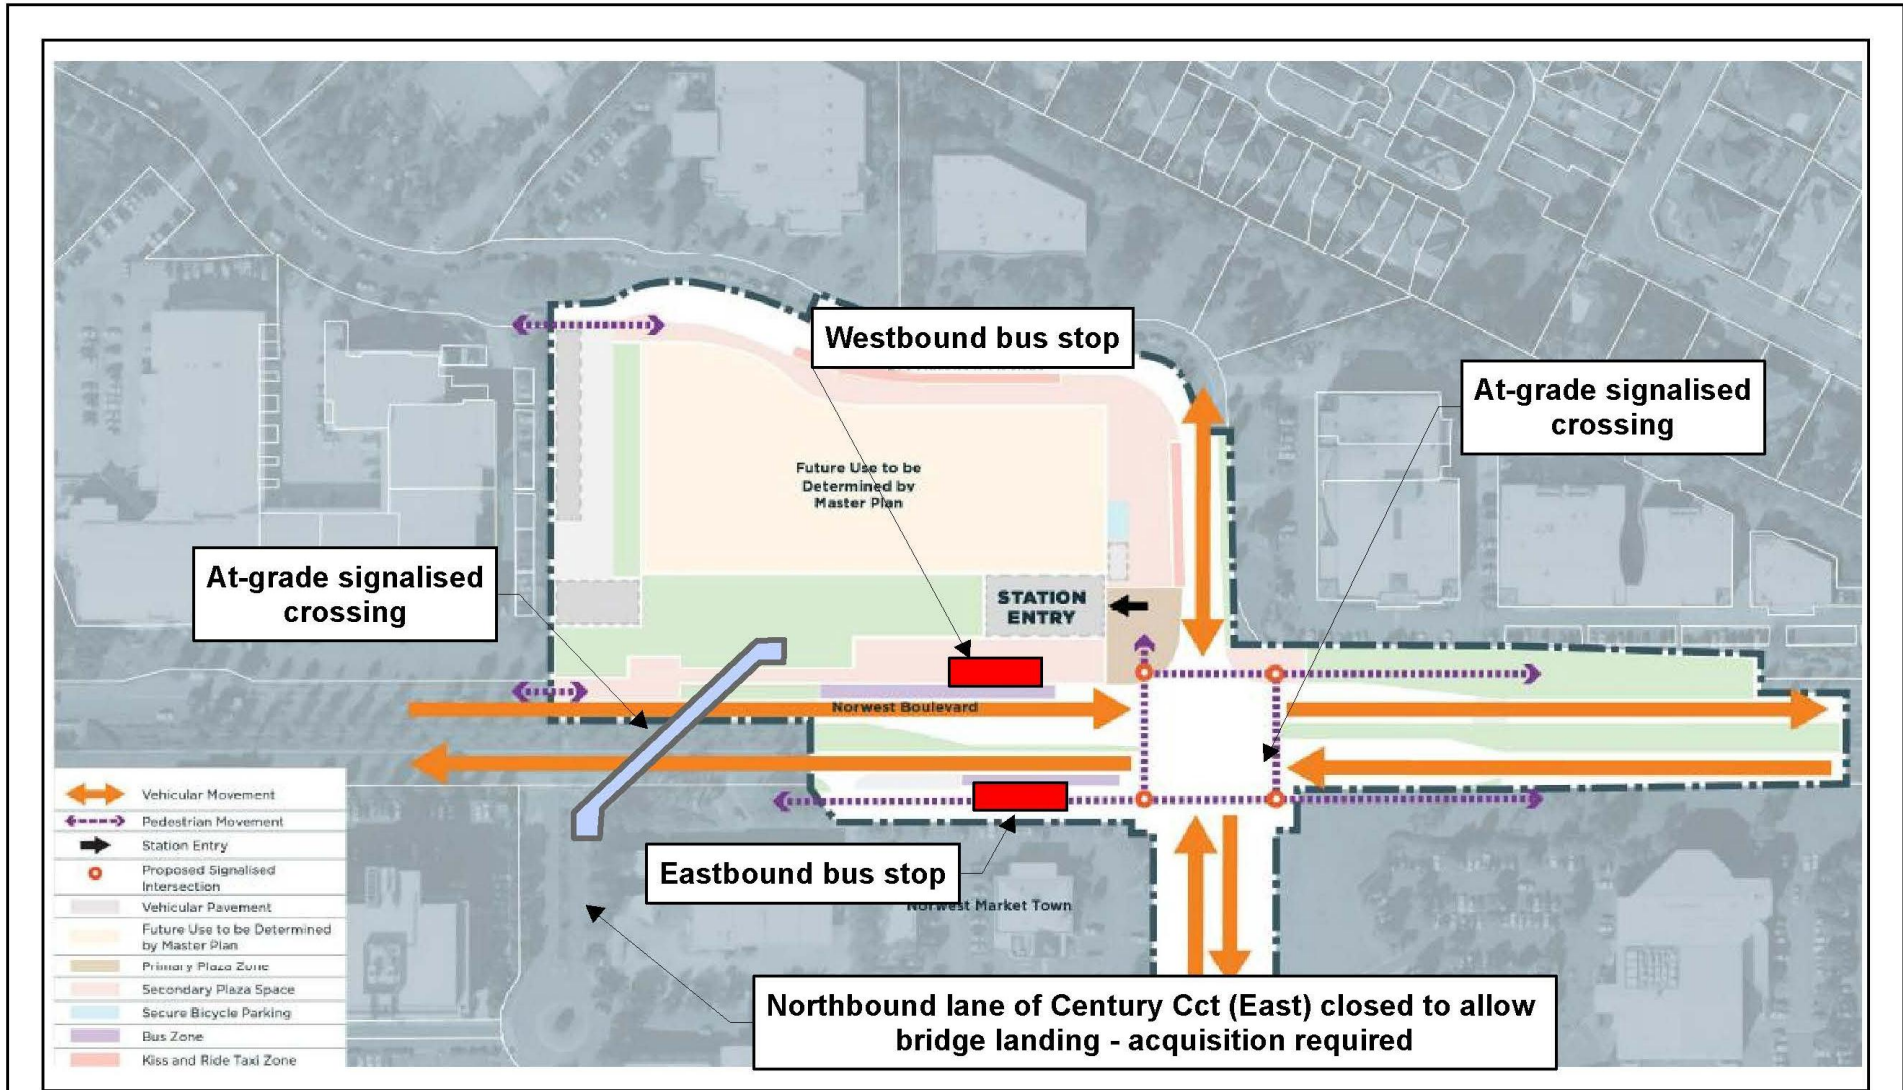 Westbound bus stop
At-grade signalised
crossing
Future Use to be
Determined by
Master Plan
At-grade signalised
crossing
STATION
ENTRY
Norwest Boulevard
Eastbound bus stop
Norwest Market Town
Northbound lane of Century Cct (East) closed to allow
bridge landing - acquisition required
Vehicular Movement
Pedestrian Movement
Station Entry
Proposed Signalised
Intersection
Vehicular Pavement
Future Use to be Determined
by Master Plan
Primary Plaza Zone
Secondary Plaza Space
Secure Bicycle Parking
Bus Zone
Kiss and Ride Taxi Zone